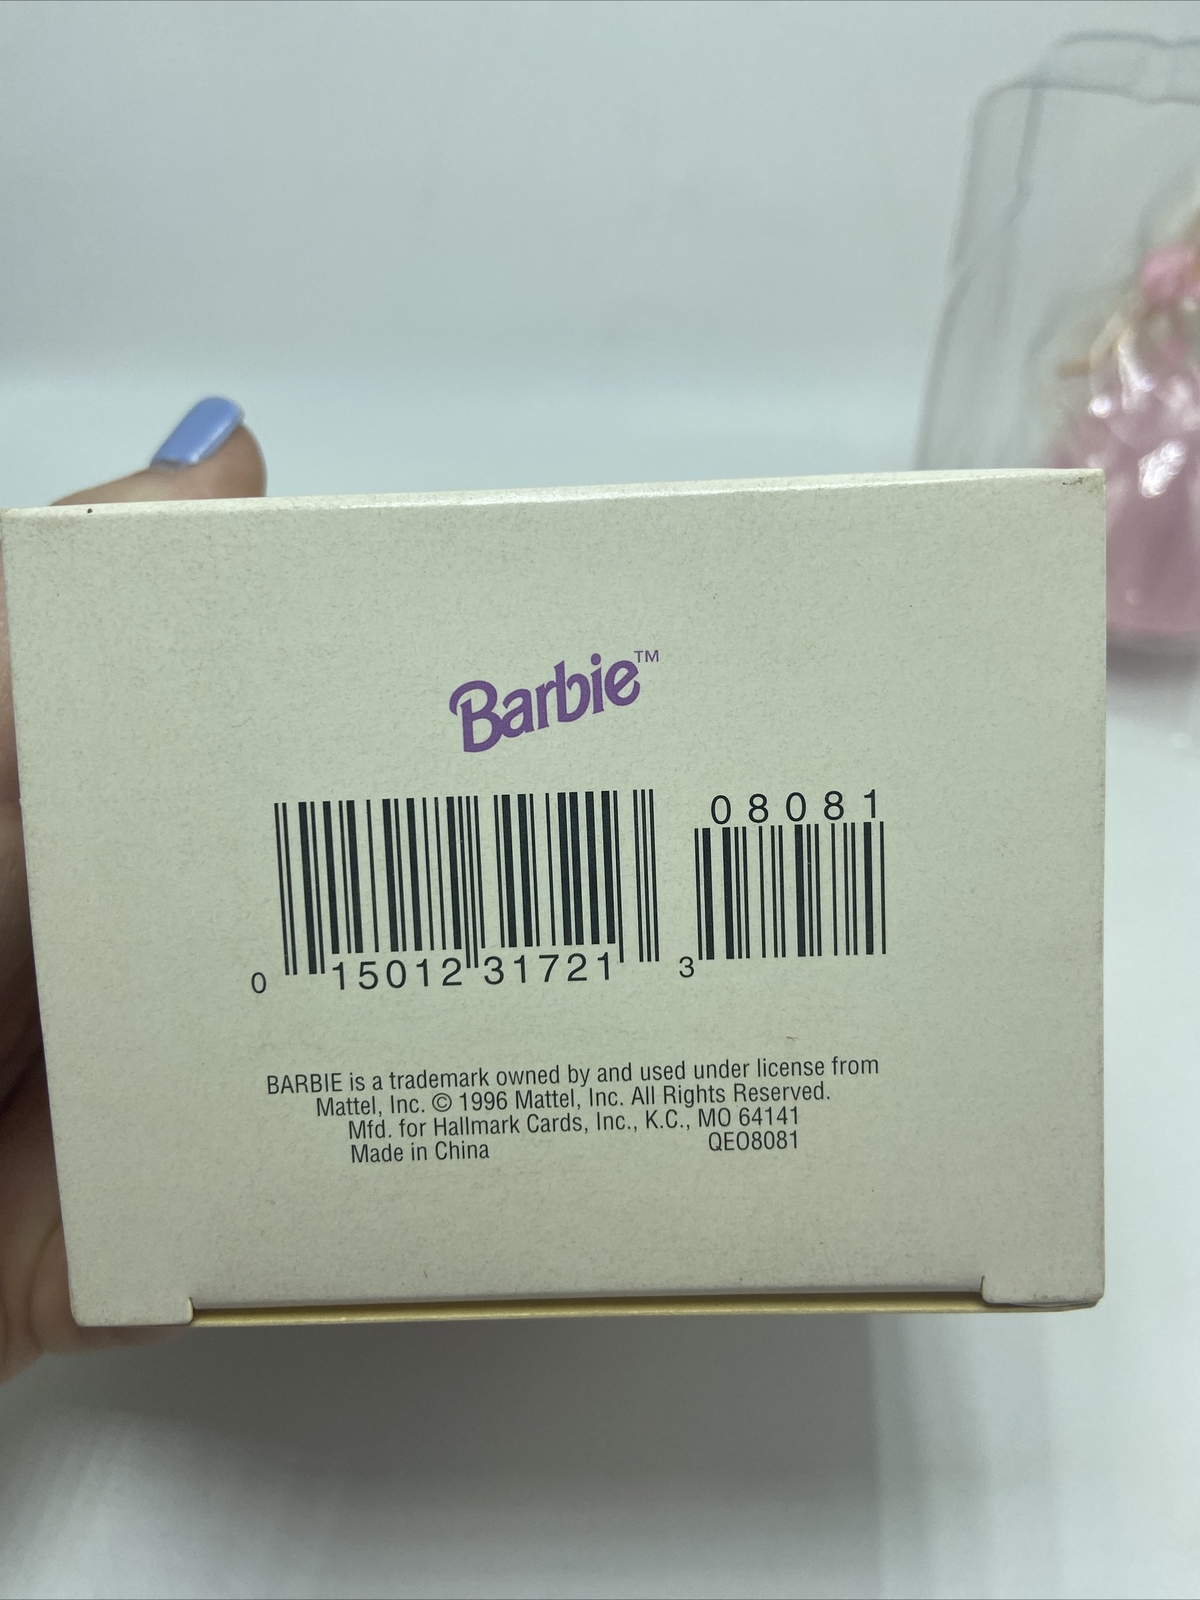 Barbie™
08081
0 15012 31721 3
BARBIE is a trademark owned by and used under license from
Mattel, Inc. © 1996 Mattel, Inc. All Rights Reserved.
Mfd. for Hallmark Cards, Inc., K.C., MO 64141
Made in China QEO8081